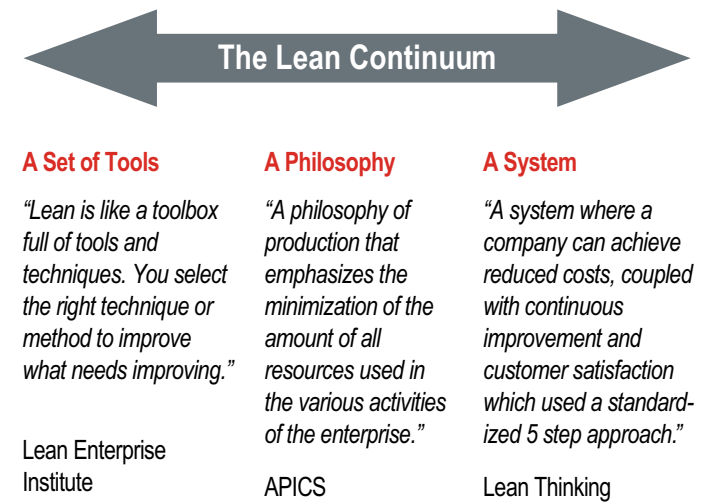 The Lean Continuum
A Set of Tools
“Lean is like a toolbox
full of tools and
techniques. You select
the right technique or
method to improve
what needs improving.”
Lean Enterprise
Institute
A Philosophy
“A philosophy of
production that
emphasizes the
minimization of the
amount of all
resources used in
the various activities
of the enterprise.”
APICS
A System
“A system where a
company can achieve
reduced costs, coupled
with continuous
improvement and
customer satisfaction
which used a standard-
ized 5 step approach.”
Lean Thinking